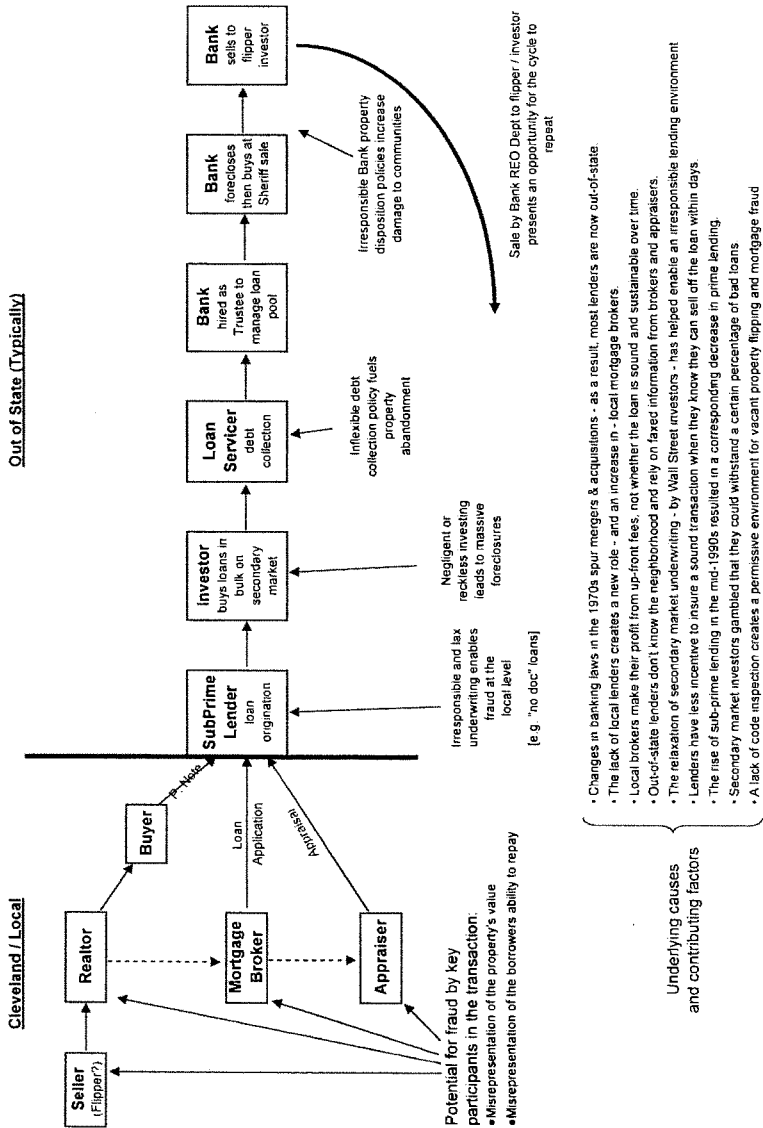 Cleveland / Local
Out of State (Typically)
Seller
(Flipper?)
Realtor
Buyer
P. Note
Mortgage
Broker
Loan
Application
Appraiser
Appraisal
SubPrime
Lender
loan
origination
Investor
buys loans in
bulk on
secondary
market
Loan
Servicer
debt
collection
Bank
hired as
Trustee to
manage loan
pool
Bank
forecloses
then buys at
Sheriff sale
Bank
sells to
flipper
investor
Potential for fraud by key
participants in the transaction:
•Misrepresentation of the property's value
•Misrepresentation of the borrowers ability to repay
Irresponsible and lax
underwriting enables
fraud at the
local level
[e.g. "no doc" loans]
Negligent or
reckless investing
leads to massive
foreclosures
Inflexible debt
collection policy fuels
property
abandonment
Irresponsible Bank property
disposition policies increase
damage to communities
Sale by Bank REO Dept to flipper / investor
presents an opportunity for the cycle to
repeat
Underlying causes
and contributing factors
• Changes in banking laws in the 1970s spur mergers & acquisitions - as a result, most lenders are now out-of-state.
• The lack of local lenders creates a new role - and an increase in - local mortgage brokers.
• Local brokers make their profit from up-front fees, not whether the loan is sound and sustainable over time.
• Out-of-state lenders don't know the neighborhood and rely on faxed information from brokers and appraisers.
• The relaxation of secondary market underwriting - by Wall Street investors - has helped enable an irresponsible lending environment
• Lenders have less incentive to insure a sound transaction when they know they can sell off the loan within days.
• The rise of sub-prime lending in the mid-1990s resulted in a corresponding decrease in prime lending.
• Secondary market investors gambled that they could withstand a certain percentage of bad loans
• A lack of code inspection creates a permissive environment for vacant property flipping and mortgage fraud